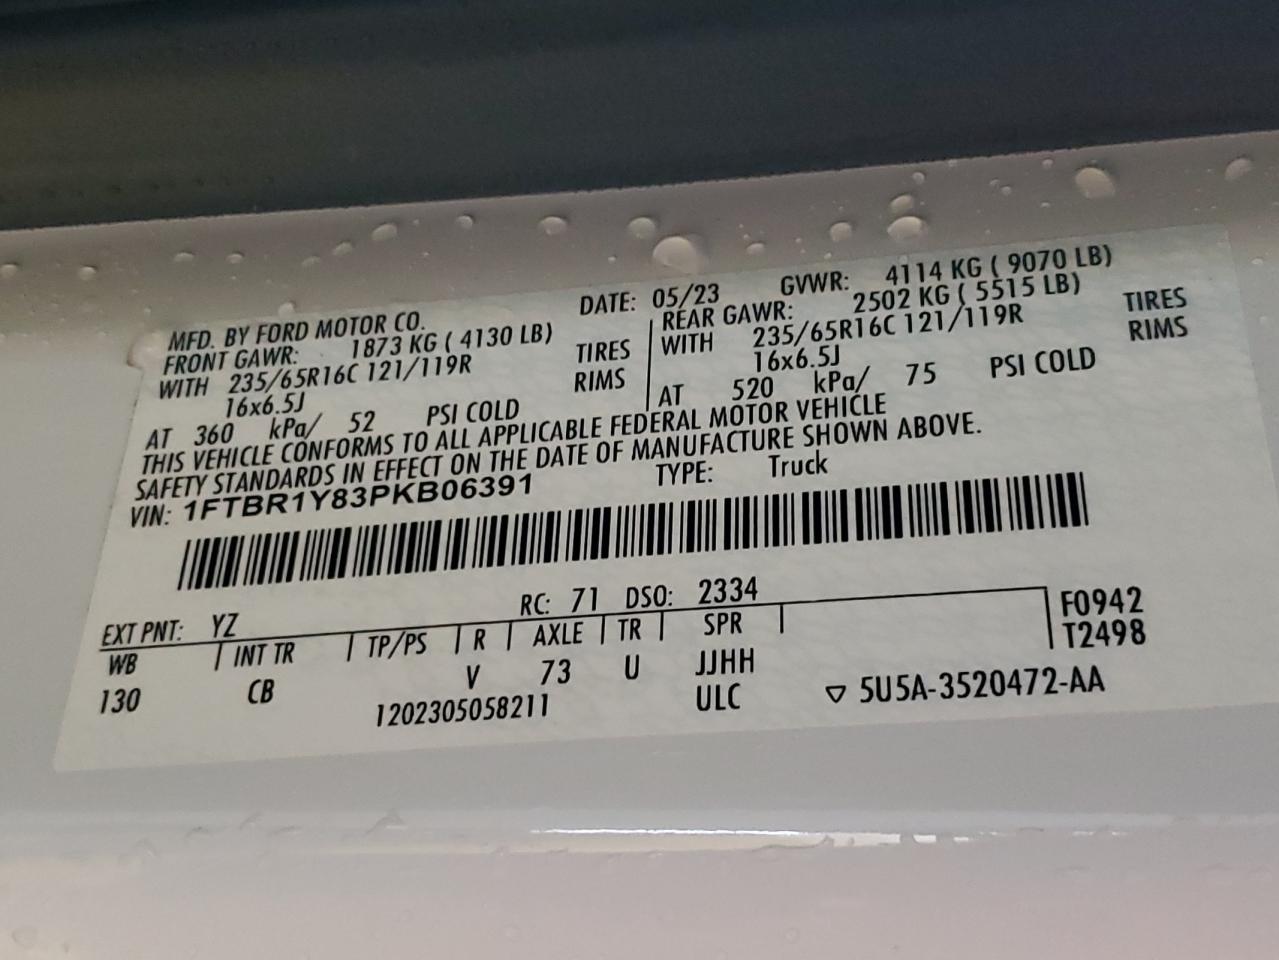 MFD. BY FORD MOTOR CO. DATE: 05/23 GVWR: 4114 KG ( 9070 LB)
FRONT GAWR: 1873 KG ( 4130 LB) REAR GAWR: 2502 KG ( 5515 LB)
WITH 235/65R16C 121/119R TIRES WITH 235/65R16C 121/119R TIRES
16x6.5J RIMS 16x6.5J RIMS
AT 360 kPa/ 52 PSI COLD AT 520 kPa/ 75 PSI COLD
THIS VEHICLE CONFORMS TO ALL APPLICABLE FEDERAL MOTOR VEHICLE
SAFETY STANDARDS IN EFFECT ON THE DATE OF MANUFACTURE SHOWN ABOVE.
VIN: 1FTBR1Y83PKB06391 TYPE: Truck
EXT PNT: YZ RC: 71 DSO: 2334
WB INT TR TP/PS R AXLE TR SPR F0942
130 CB V 73 U JJHH T2498
1202305058211 ULC ▽ 5U5A-3520472-AA